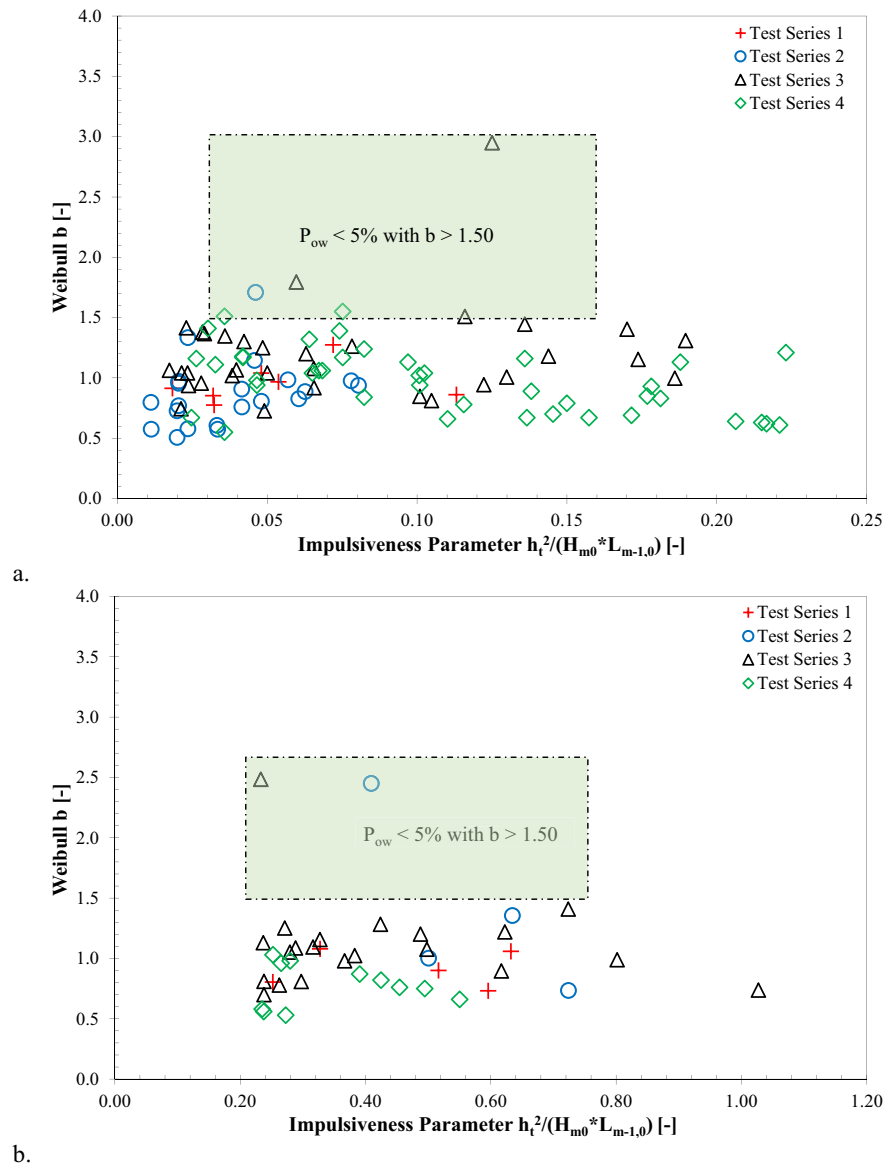 4.0
3.5
3.0
2.5
2.0
1.5
1.0
0.5
0.0
Weibull b [-]
Test Series 1
Test Series 2
Test Series 3
Test Series 4
P_ow < 5% with b > 1.50
0.00 0.05 0.10 0.15 0.20 0.25
Impulsiveness Parameter h_t^2/(H_m0*L_m-1,0) [-]
a.
4.0
3.5
3.0
2.5
2.0
1.5
1.0
0.5
0.0
Weibull b [-]
Test Series 1
Test Series 2
Test Series 3
Test Series 4
P_ow < 5% with b > 1.50
0.00 0.20 0.40 0.60 0.80 1.00 1.20
Impulsiveness Parameter h_t^2/(H_m0*L_m-1,0) [-]
b.